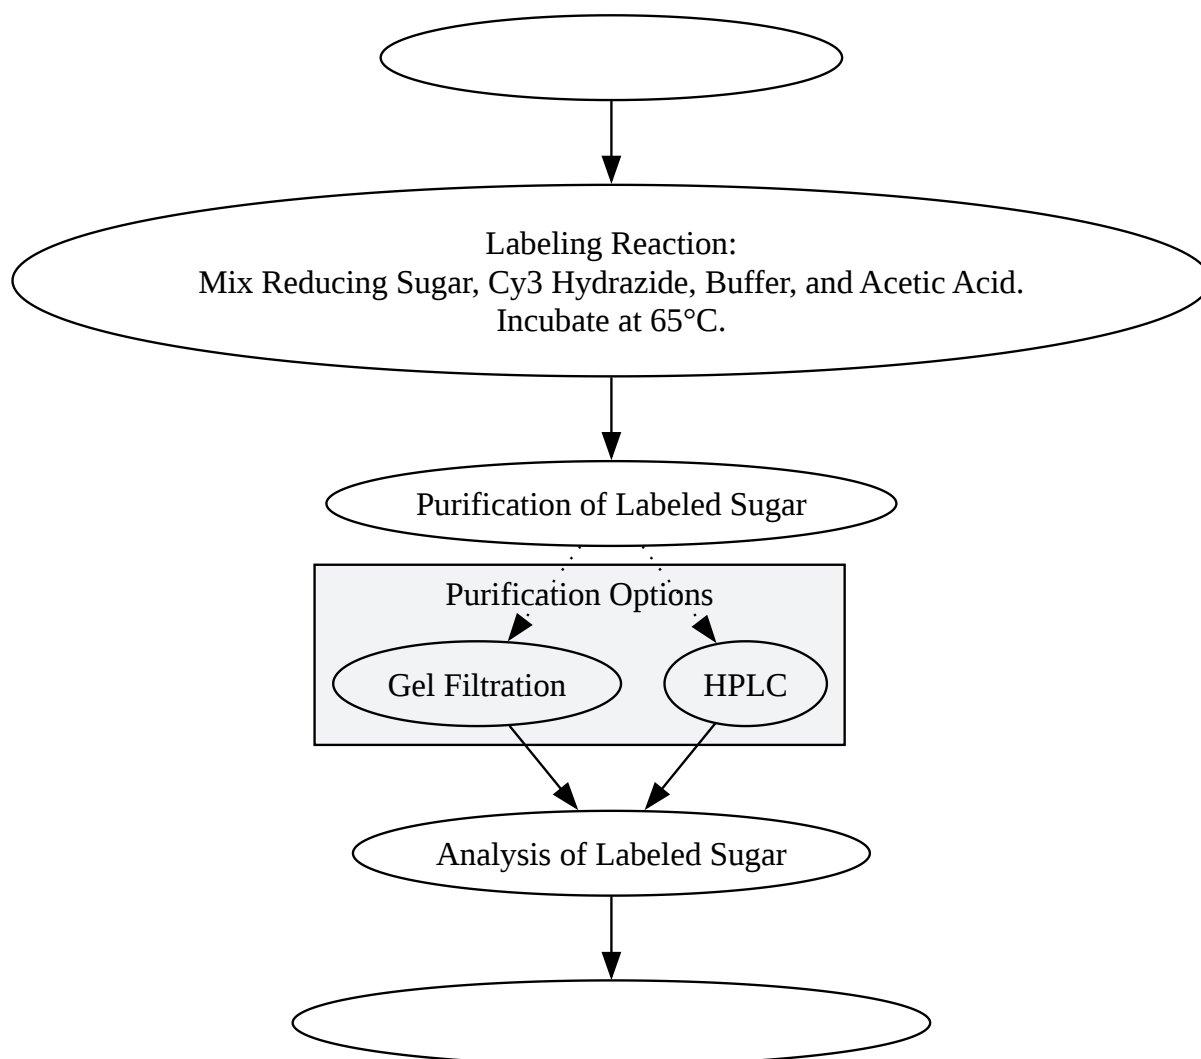 Labeling Reaction:
Mix Reducing Sugar, Cy3 Hydrazide, Buffer, and Acetic Acid.
Incubate at 65°C.
Purification of Labeled Sugar
Purification Options
Gel Filtration
HPLC
Analysis of Labeled Sugar